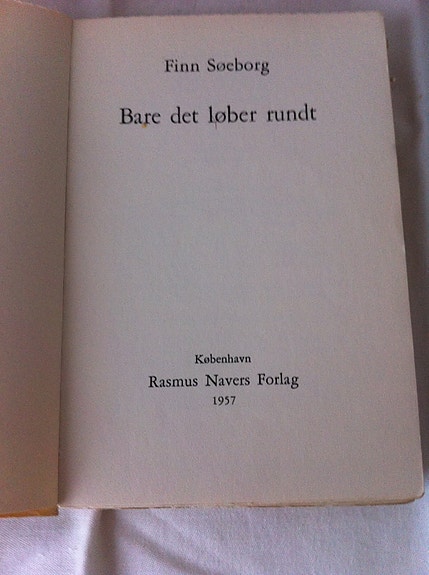 Finn Søeborg
Bare det løber rundt
København
Rasmus Navers Forlag
1957